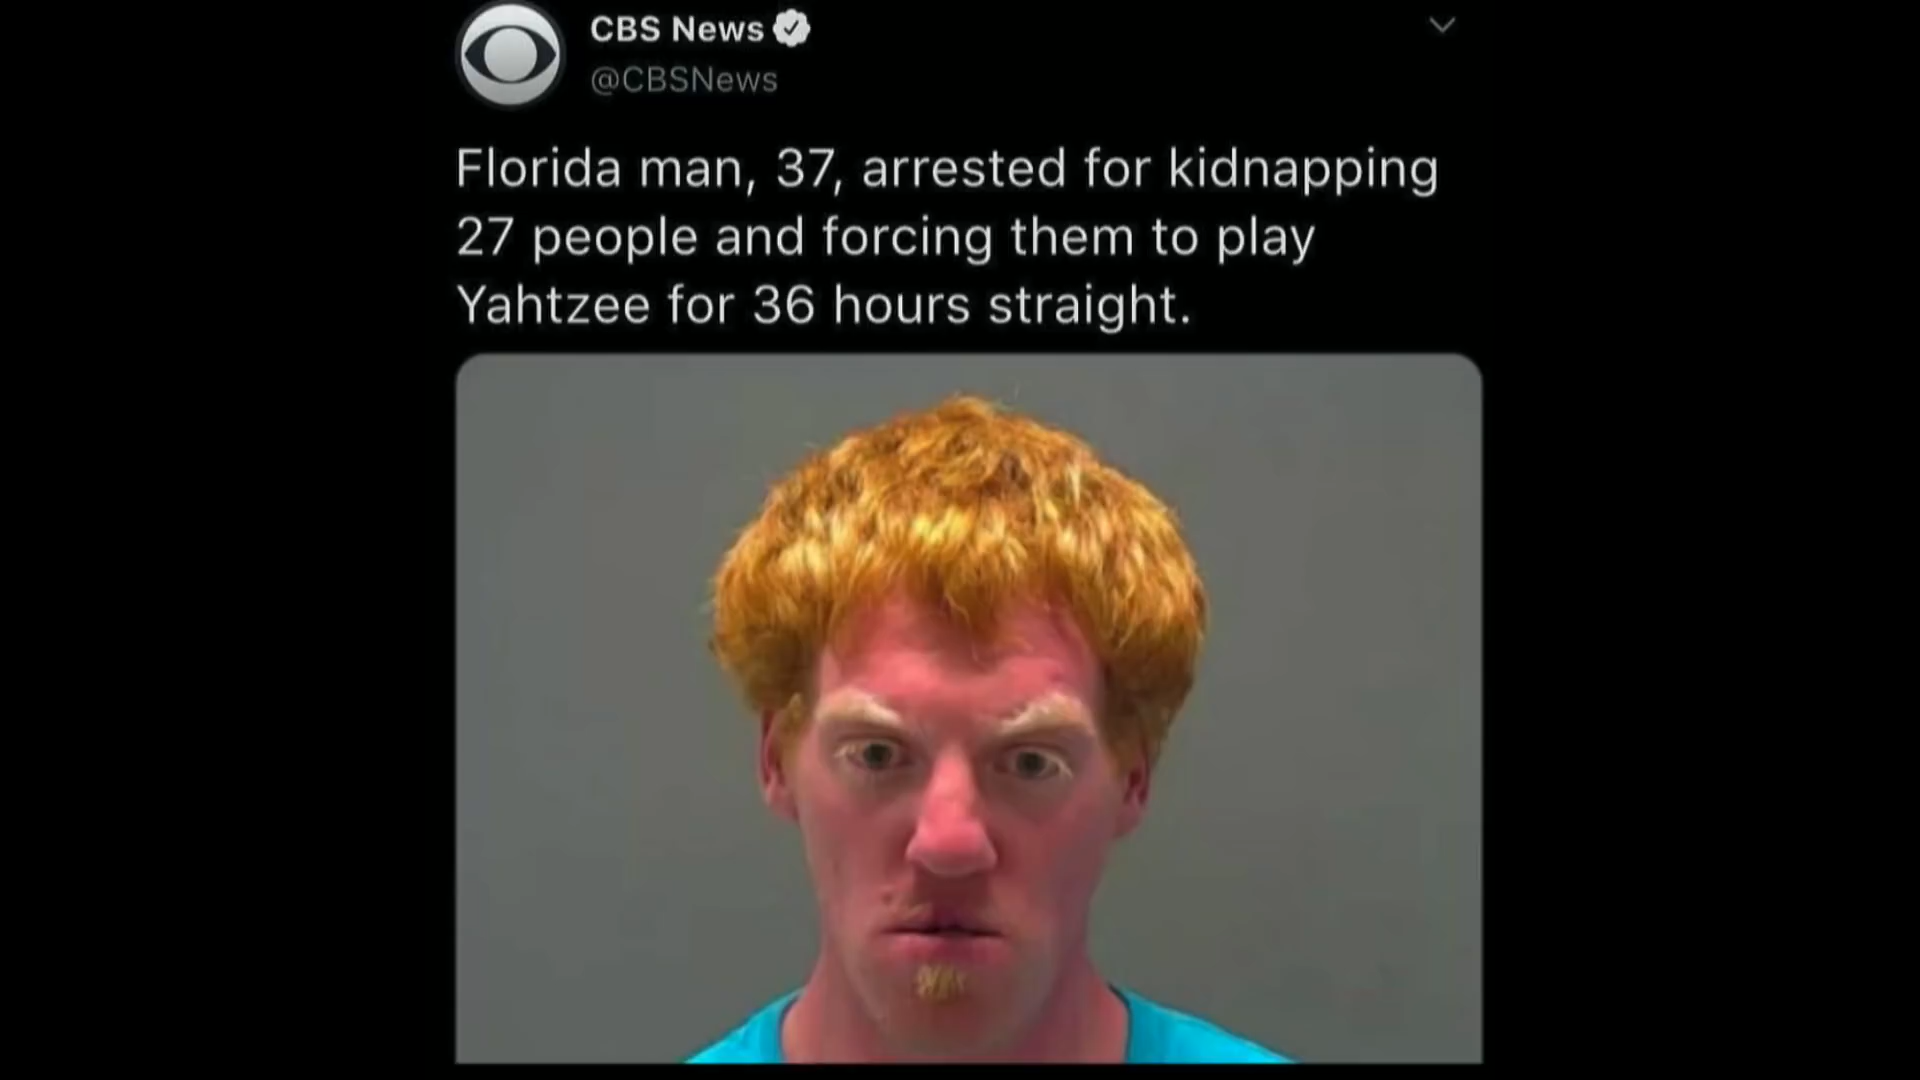 CBS News
@CBSNews
Florida man, 37, arrested for kidnapping
27 people and forcing them to play
Yahtzee for 36 hours straight.